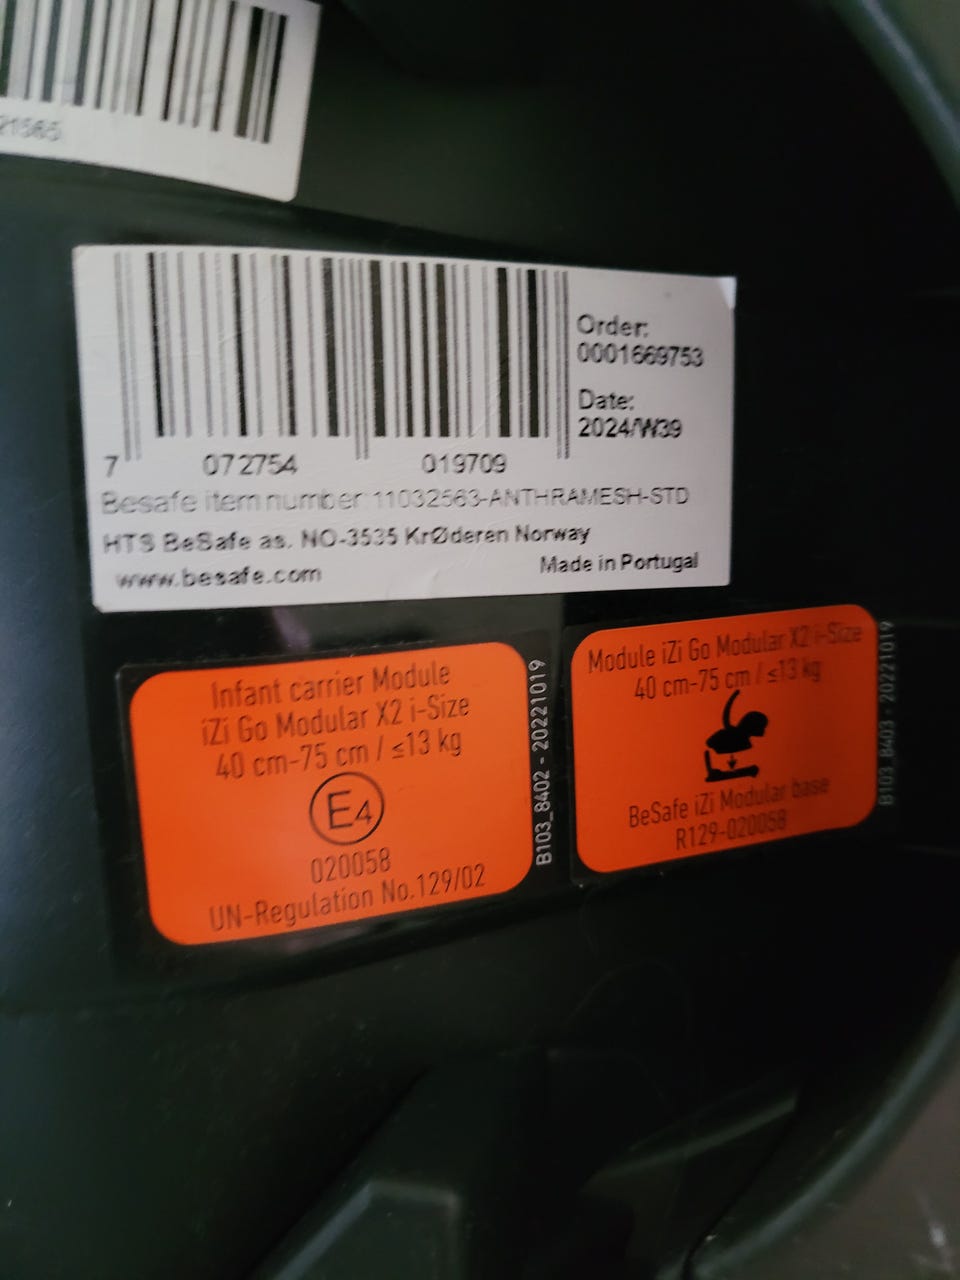 21565
Order:
0001669753
Date:
2024/W39
7 072754 019709
Besafe item number 11032563-ANTHRAMESH-STD
HTS BeSafe as. NO-3535 KrØderen Norway
www.besafe.com Made in Portugal
Infant carrier Module
iZi Go Modular X2 i-Size
40 cm-75 cm / ≤13 kg
E4
020058
UN-Regulation No.129/02
B103_8402 - 20221019
Module iZi Go Modular X2 i-Size
40 cm-75 cm / ≤13 kg
BeSafe iZi Modular base
R129-020058
B103_8403 - 20221019